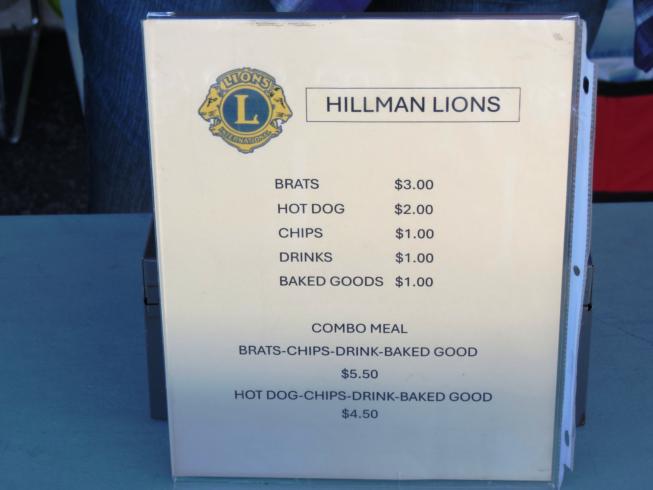 LIONS
L
INTERNATIONAL
HILLMAN LIONS
BRATS $3.00
HOT DOG $2.00
CHIPS $1.00
DRINKS $1.00
BAKED GOODS $1.00
COMBO MEAL
BRATS-CHIPS-DRINK-BAKED GOOD
$5.50
HOT DOG-CHIPS-DRINK-BAKED GOOD
$4.50